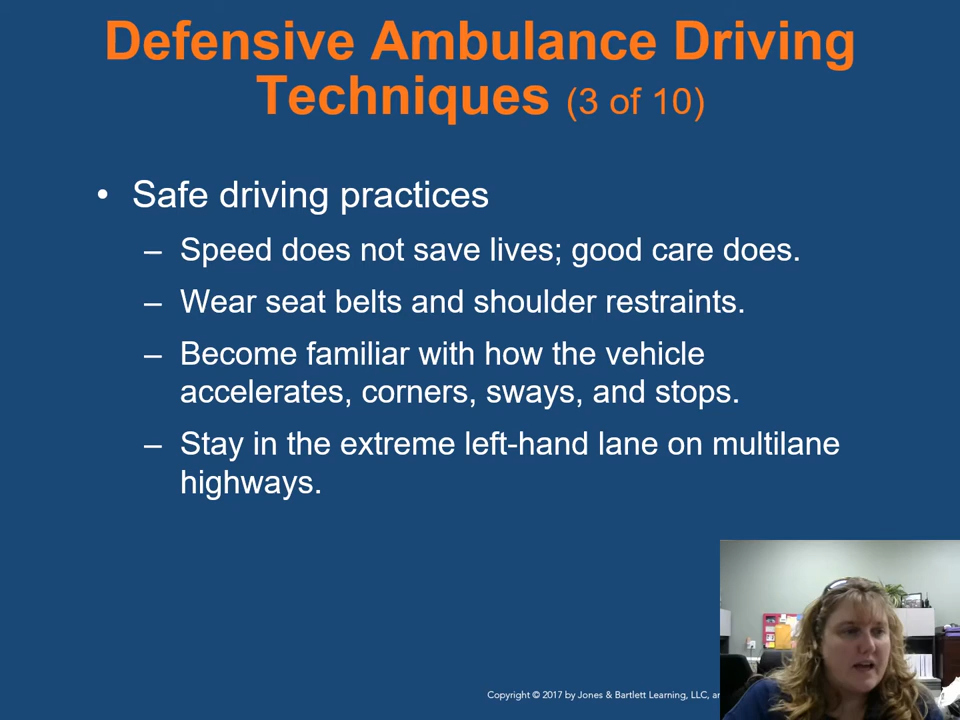 Defensive Ambulance Driving
Techniques (3 of 10)
• Safe driving practices
– Speed does not save lives; good care does.
– Wear seat belts and shoulder restraints.
– Become familiar with how the vehicle
accelerates, corners, sways, and stops.
– Stay in the extreme left-hand lane on multilane
highways.
Copyright © 2017 by Jones & Bartlett Learning, LLC,